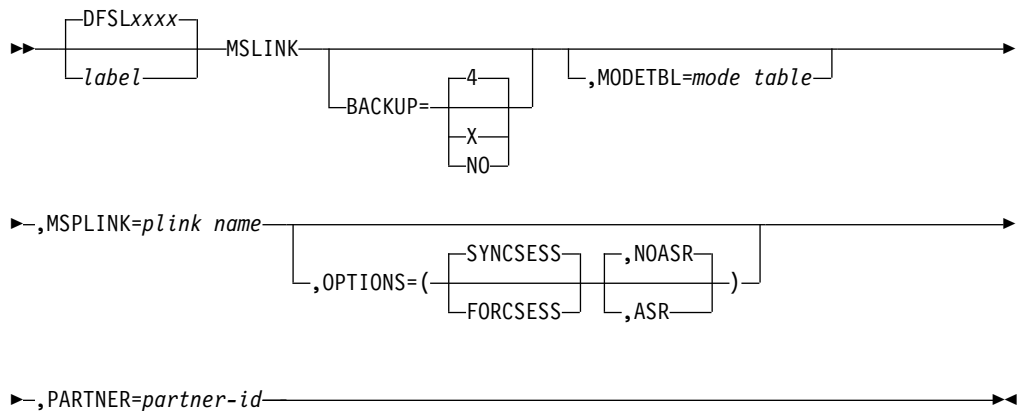 DFSLxxxx
label
MSLINK
BACKUP=
4
X
NO
,MODETBL=mode table
,MSPLINK=plink name
,OPTIONS=(
SYNCSESS
FORCSESS
,NOASR
,ASR
)
,PARTNER=partner-id